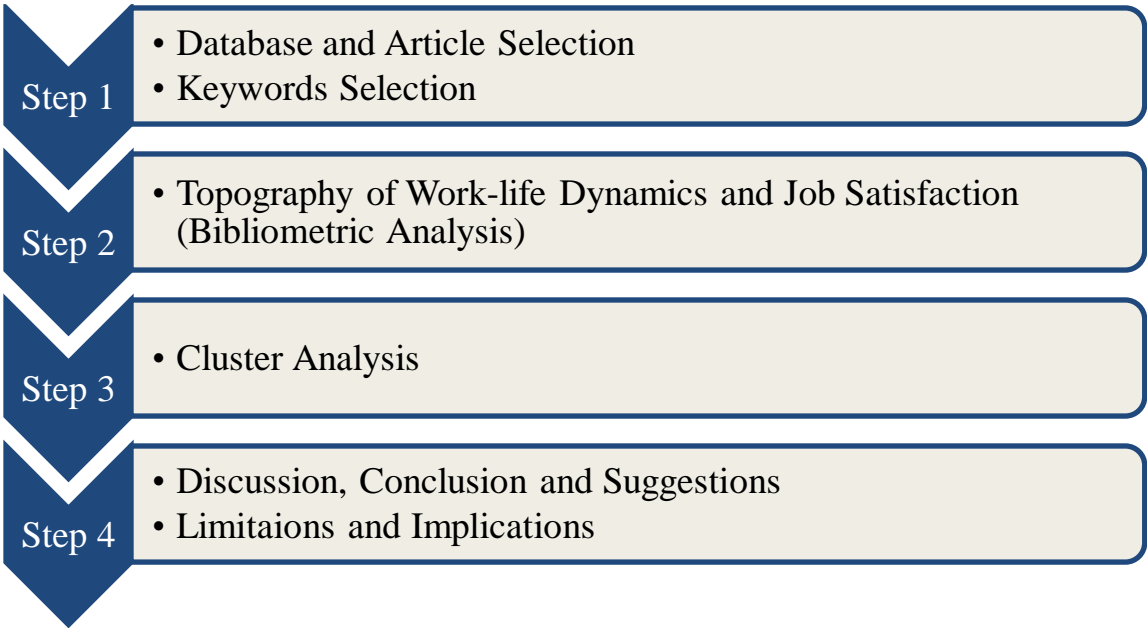 Step 1
• Database and Article Selection
• Keywords Selection
Step 2
• Topography of Work-life Dynamics and Job Satisfaction
(Bibliometric Analysis)
Step 3
• Cluster Analysis
Step 4
• Discussion, Conclusion and Suggestions
• Limitaions and Implications